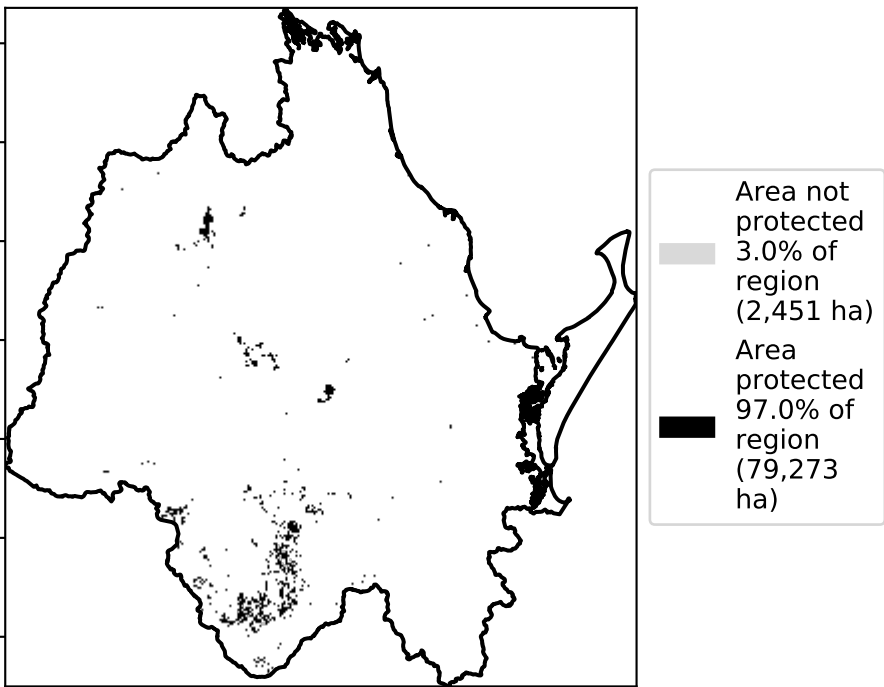 Area not
protected
3.0% of
region
(2,451 ha)
Area
protected
97.0% of
region
(79,273
ha)